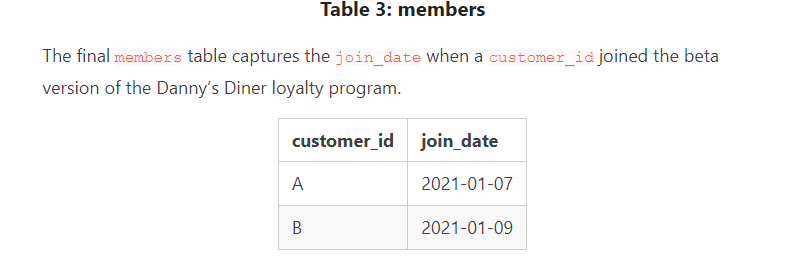 Table 3: members
The final members table captures the join_date when a customer_id joined the beta
version of the Danny’s Diner loyalty program.
customer_id join_date
A 2021-01-07
B 2021-01-09